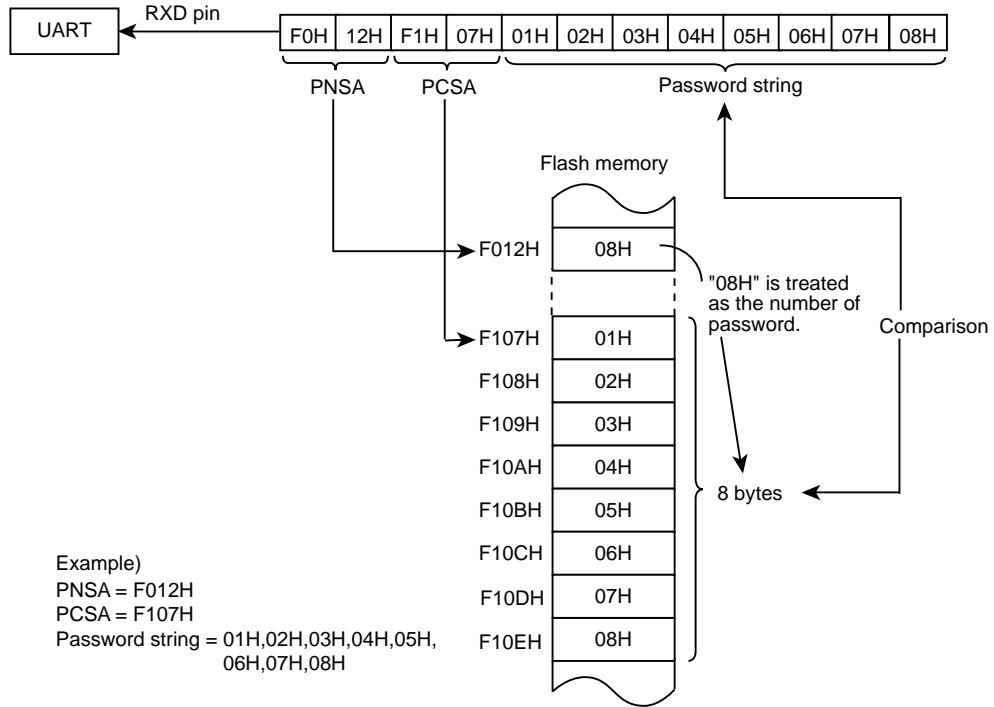 RXD pin
UART
F0H 12H F1H 07H 01H 02H 03H 04H 05H 06H 07H 08H
PNSA PCSA Password string
Flash memory
F012H 08H
"08H" is treated
as the number of
password.
Comparison
F107H 01H
F108H 02H
F109H 03H
F10AH 04H
8 bytes
F10BH 05H
F10CH 06H
F10DH 07H
F10EH 08H
Example)
PNSA = F012H
PCSA = F107H
Password string = 01H,02H,03H,04H,05H,
06H,07H,08H